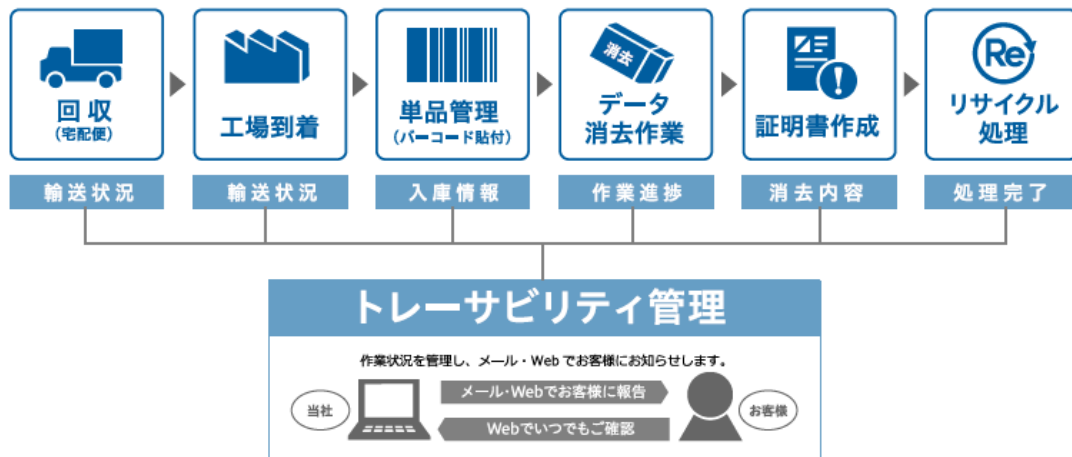 回収
(宅配便)
工場到着
単品管理
(バーコード貼付)
消去
データ
消去作業
証明書作成
Re
リサイクル
処理
輸送状況
輸送状況
入庫情報
作業進捗
消去内容
処理完了
トレーサビリティ管理
作業状況を管理し、メール・Webでお客様にお知らせします。
当社
メール・Webでお客様に報告
Webでいつでもご確認
お客様